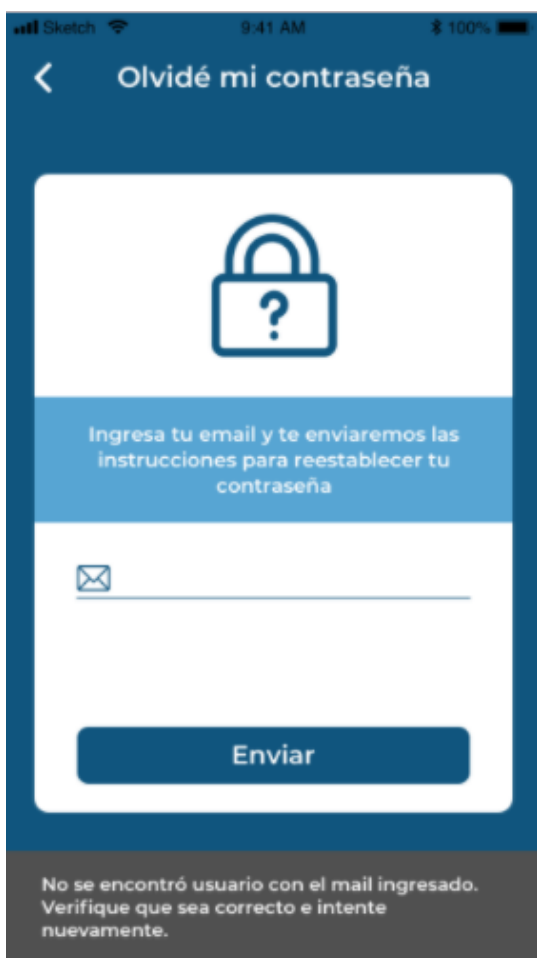 Sketch 9:41 AM 100%
Olvidé mi contraseña
?
Ingresa tu email y te enviaremos las
instrucciones para reestablecer tu
contraseña
Enviar
No se encontró usuario con el mail ingresado.
Verifique que sea correcto e intente
nuevamente.